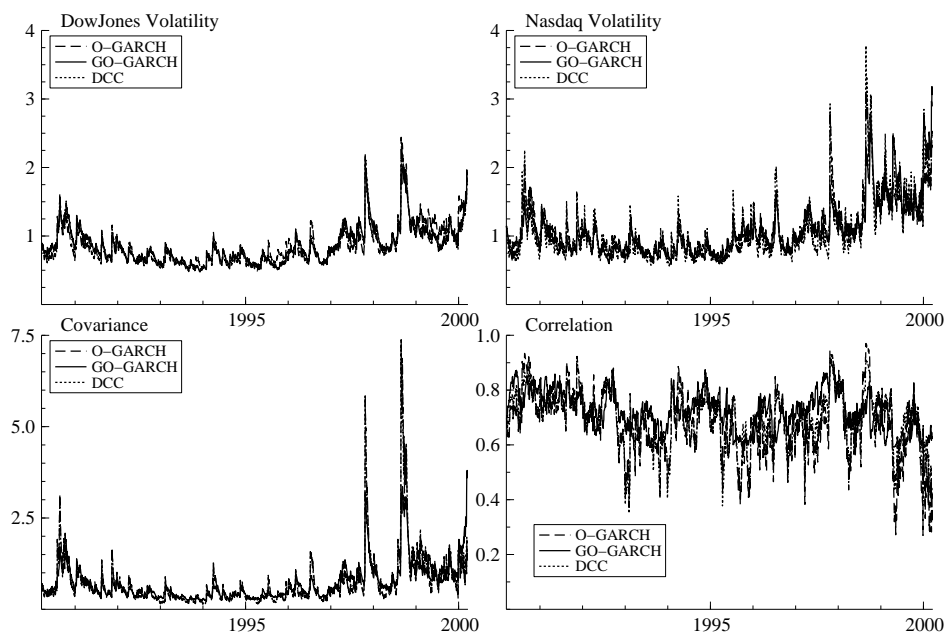 DowJones Volatility
4
O−GARCH
GO−GARCH
DCC
3
2
1
1995
2000
Nasdaq Volatility
4
O−GARCH
GO−GARCH
DCC
3
2
1
1995
2000
Covariance
7.5
O−GARCH
GO−GARCH
DCC
5.0
2.5
1995
2000
Correlation
1.0
0.8
0.6
0.4
O−GARCH
GO−GARCH
DCC
0.2
1995
2000